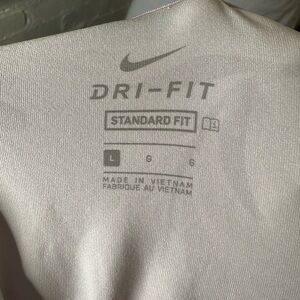 DRI-FIT
STANDARD FIT
L G G
MADE IN VIETNAM
FABRIQUE AU VIETNAM